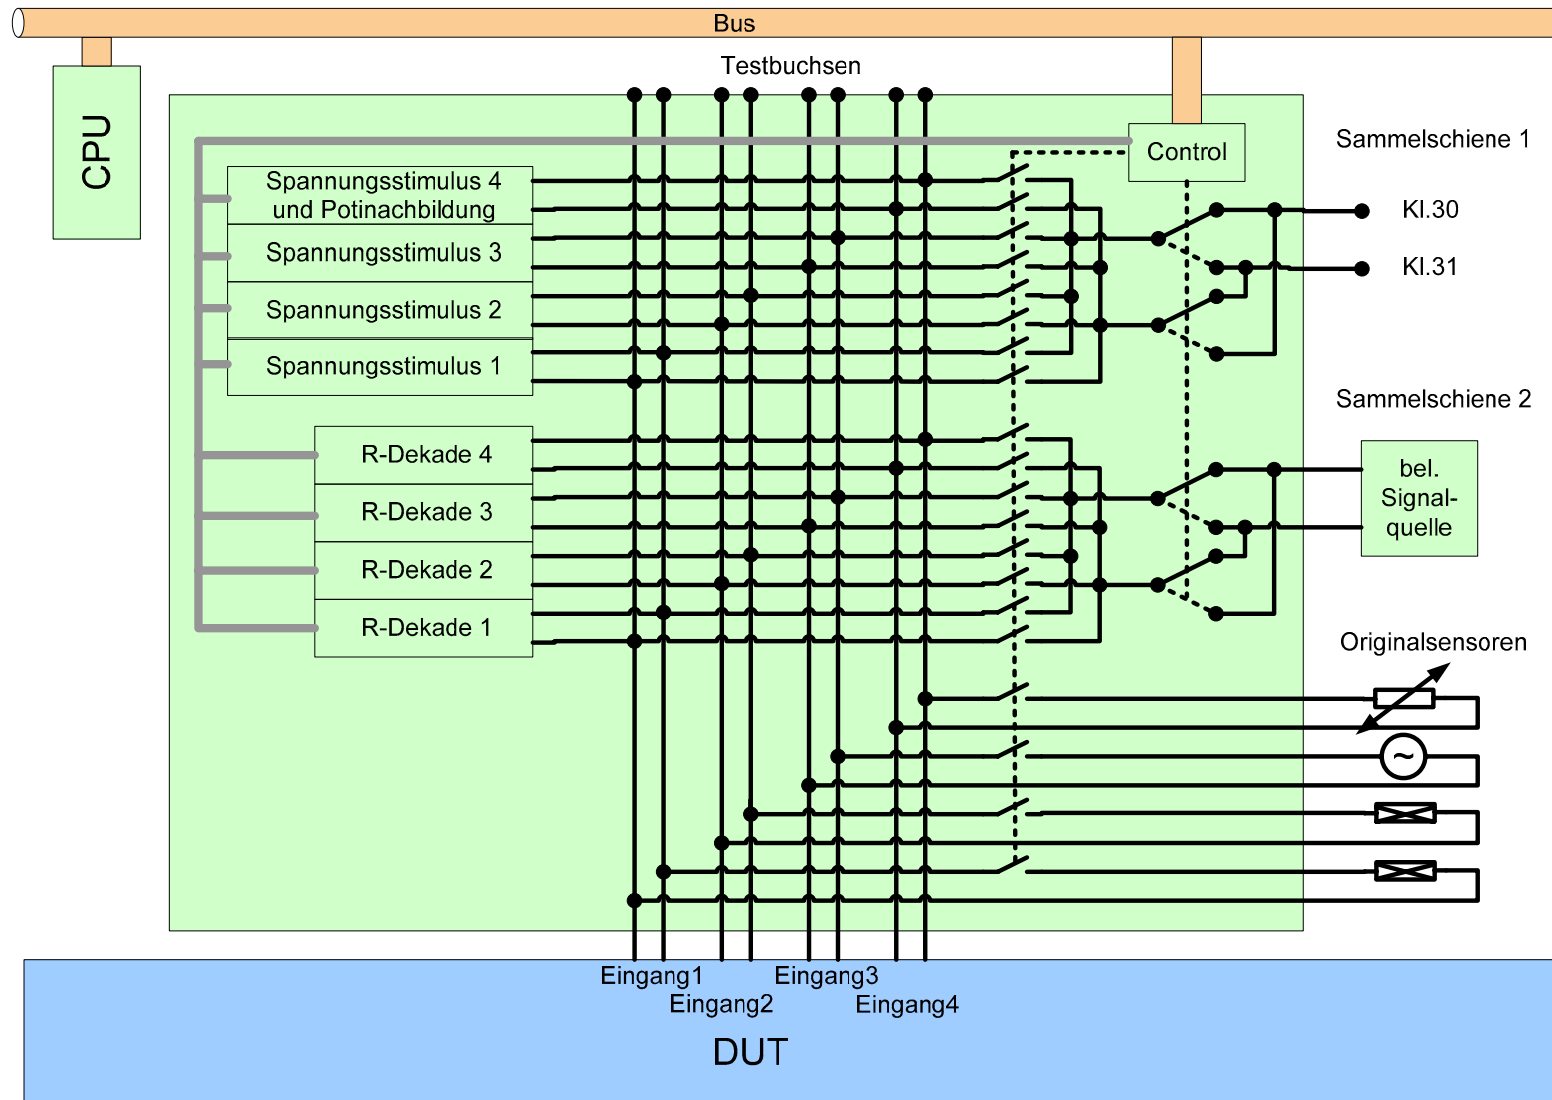 Bus
Testbuchsen
CPU
Control
Sammelschiene 1
Spannungsstimulus 4
und Potinachbildung
Spannungsstimulus 3
Spannungsstimulus 2
Spannungsstimulus 1
Kl.30
Kl.31
Sammelschiene 2
R-Dekade 4
R-Dekade 3
R-Dekade 2
R-Dekade 1
bel.
Signal-
quelle
Originalsensoren
~
Eingang1
Eingang2
Eingang3
Eingang4
DUT